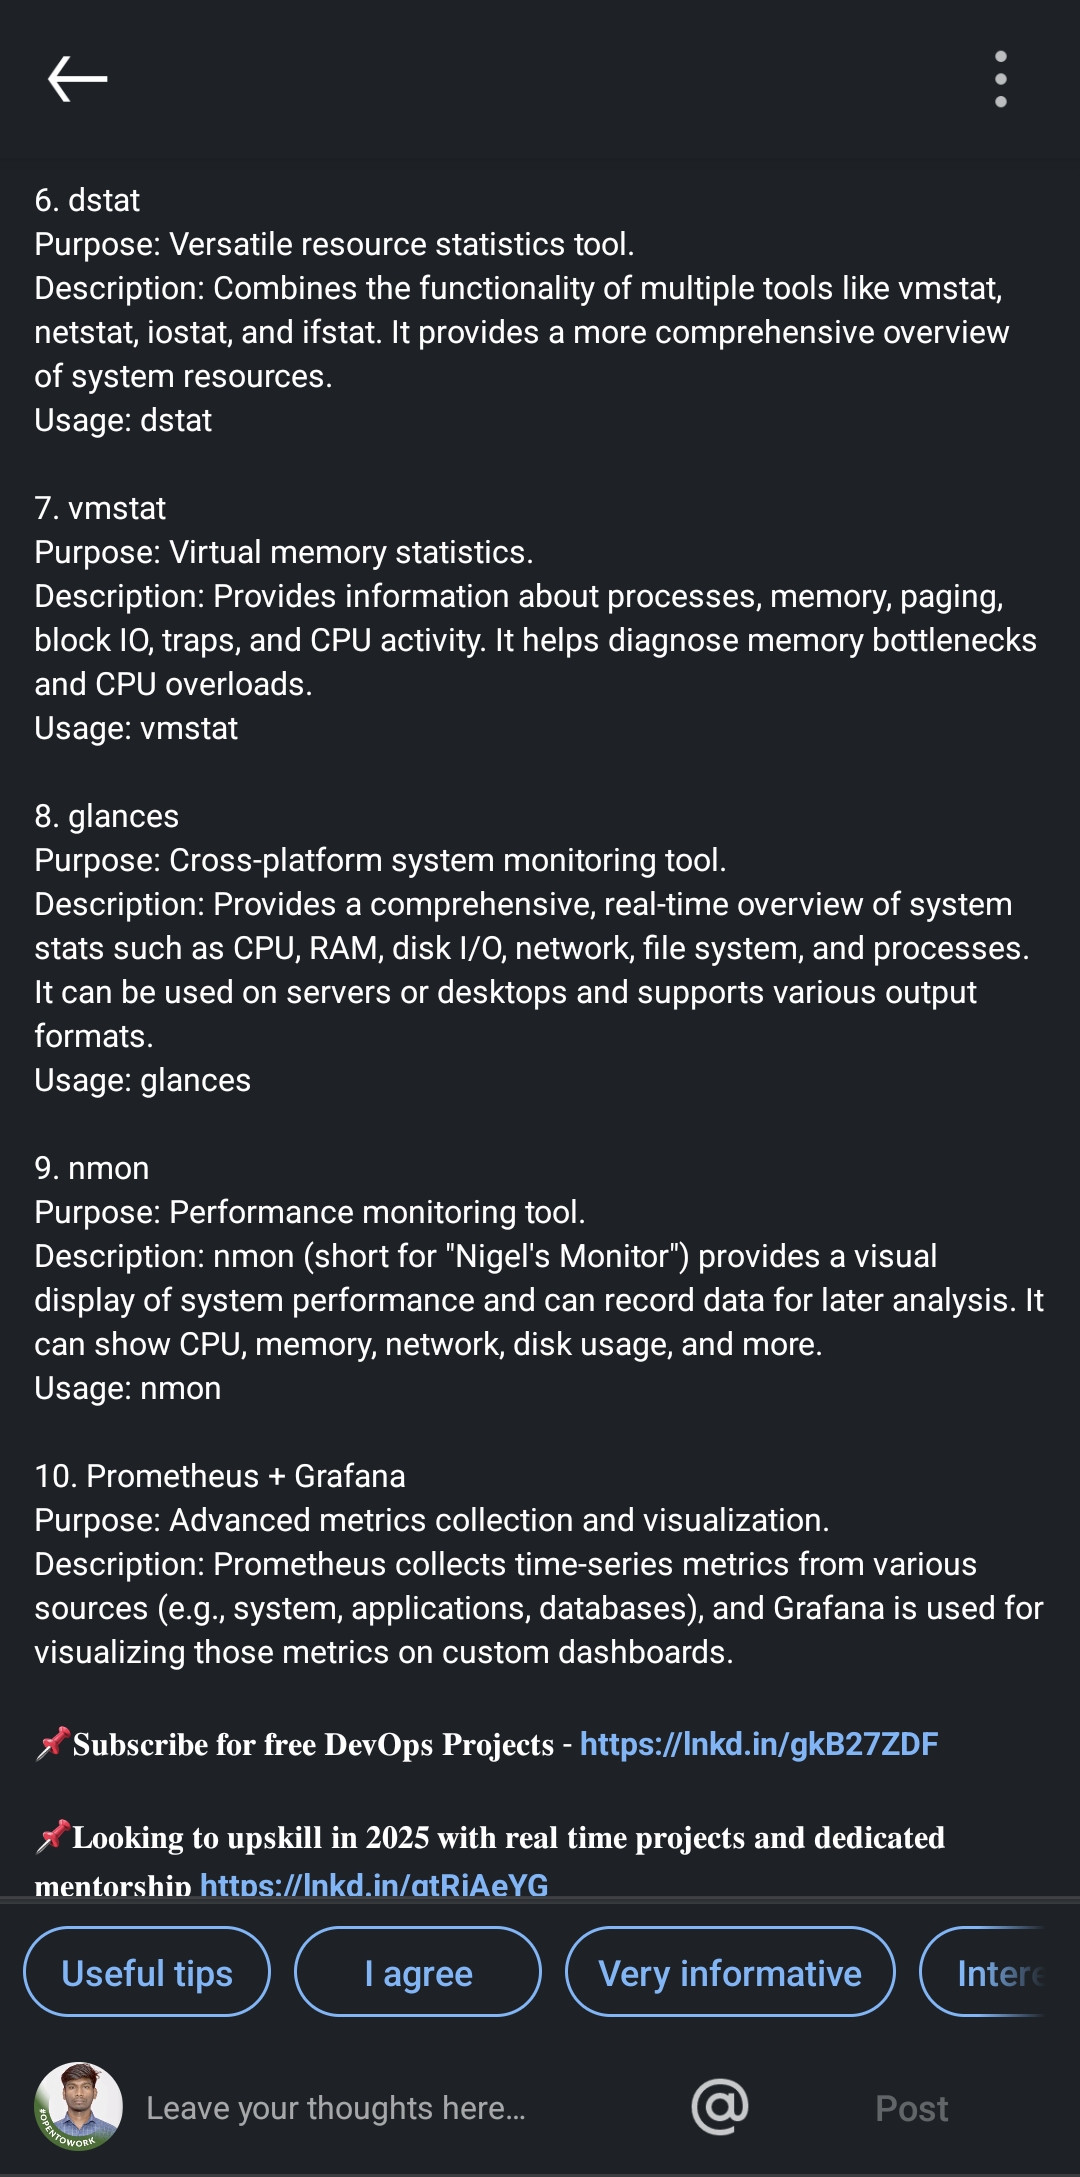 6. dstat
Purpose: Versatile resource statistics tool.
Description: Combines the functionality of multiple tools like vmstat,
netstat, iostat, and ifstat. It provides a more comprehensive overview
of system resources.
Usage: dstat
7. vmstat
Purpose: Virtual memory statistics.
Description: Provides information about processes, memory, paging,
block IO, traps, and CPU activity. It helps diagnose memory bottlenecks
and CPU overloads.
Usage: vmstat
8. glances
Purpose: Cross-platform system monitoring tool.
Description: Provides a comprehensive, real-time overview of system
stats such as CPU, RAM, disk I/O, network, file system, and processes.
It can be used on servers or desktops and supports various output
formats.
Usage: glances
9. nmon
Purpose: Performance monitoring tool.
Description: nmon (short for "Nigel's Monitor") provides a visual
display of system performance and can record data for later analysis. It
can show CPU, memory, network, disk usage, and more.
Usage: nmon
10. Prometheus + Grafana
Purpose: Advanced metrics collection and visualization.
Description: Prometheus collects time-series metrics from various
sources (e.g., system, applications, databases), and Grafana is used for
visualizing those metrics on custom dashboards.
📌Subscribe for free DevOps Projects - https://lnkd.in/gkB27ZDF
📌Looking to upskill in 2025 with real time projects and dedicated
mentorship https://lnkd.in/gtRiAeYG
Useful tips I agree Very informative Intere
#OPENTOWORK
Leave your thoughts here... @ Post